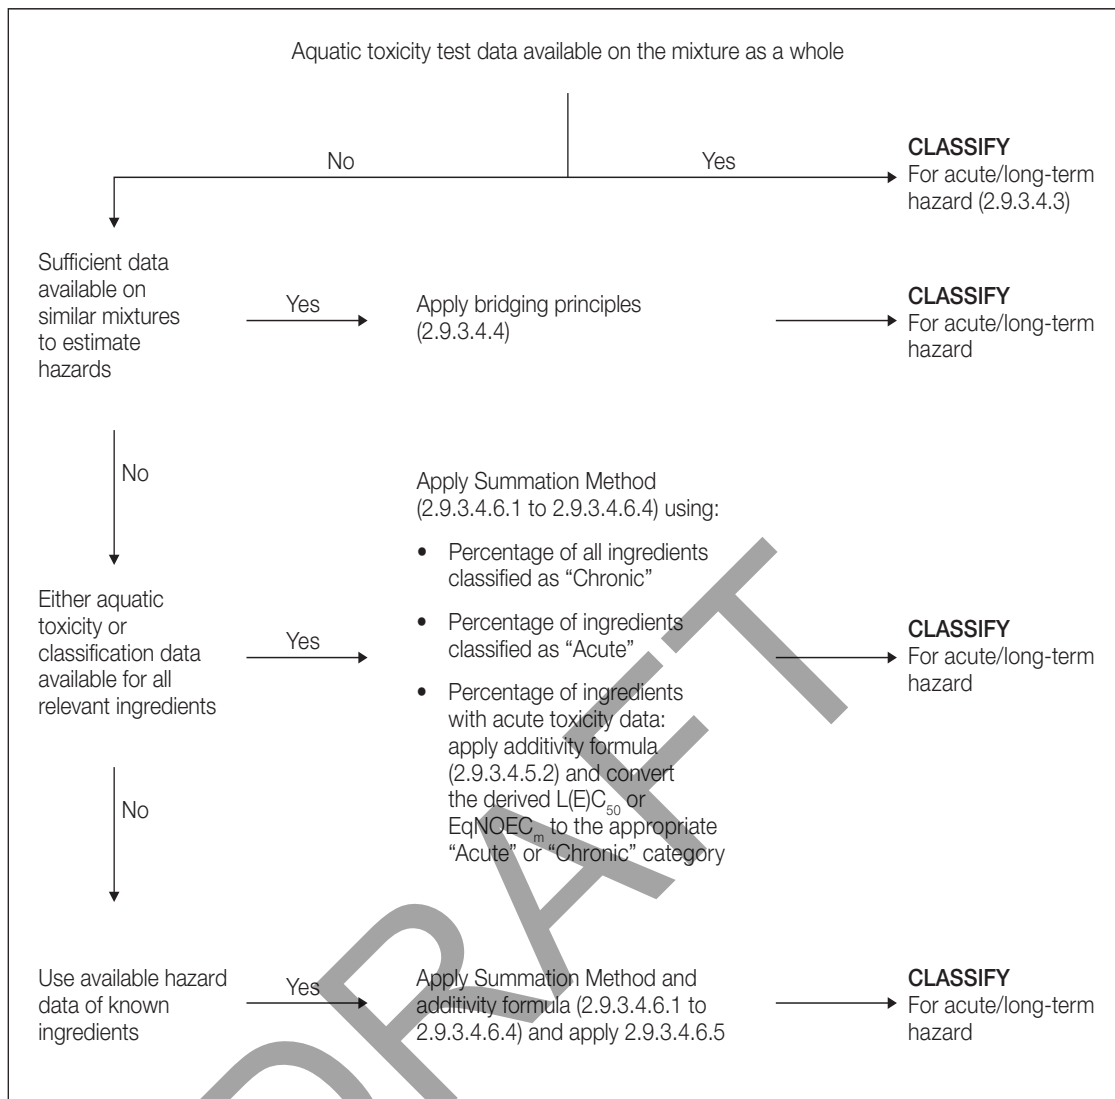 Aquatic toxicity test data available on the mixture as a whole
No
Yes
CLASSIFY
For acute/long-term
hazard (2.9.3.4.3)
Sufficient data
available on
similar mixtures
to estimate
hazards
Yes
Apply bridging principles
(2.9.3.4.4)
CLASSIFY
For acute/long-term
hazard
No
Either aquatic
toxicity or
classification data
available for all
relevant ingredients
Yes
Apply Summation Method
(2.9.3.4.6.1 to 2.9.3.4.6.4) using:
• Percentage of all ingredients
classified as “Chronic”
• Percentage of ingredients
classified as “Acute”
• Percentage of ingredients
with acute toxicity data:
apply additivity formula
(2.9.3.4.5.2) and convert
the derived L(E)C50 or
EqNOECm to the appropriate
“Acute” or “Chronic” category
CLASSIFY
For acute/long-term
hazard
No
Use available hazard
data of known
ingredients
Yes
Apply Summation Method and
additivity formula (2.9.3.4.6.1 to
2.9.3.4.6.4) and apply 2.9.3.4.6.5
CLASSIFY
For acute/long-term
hazard
DRAFT